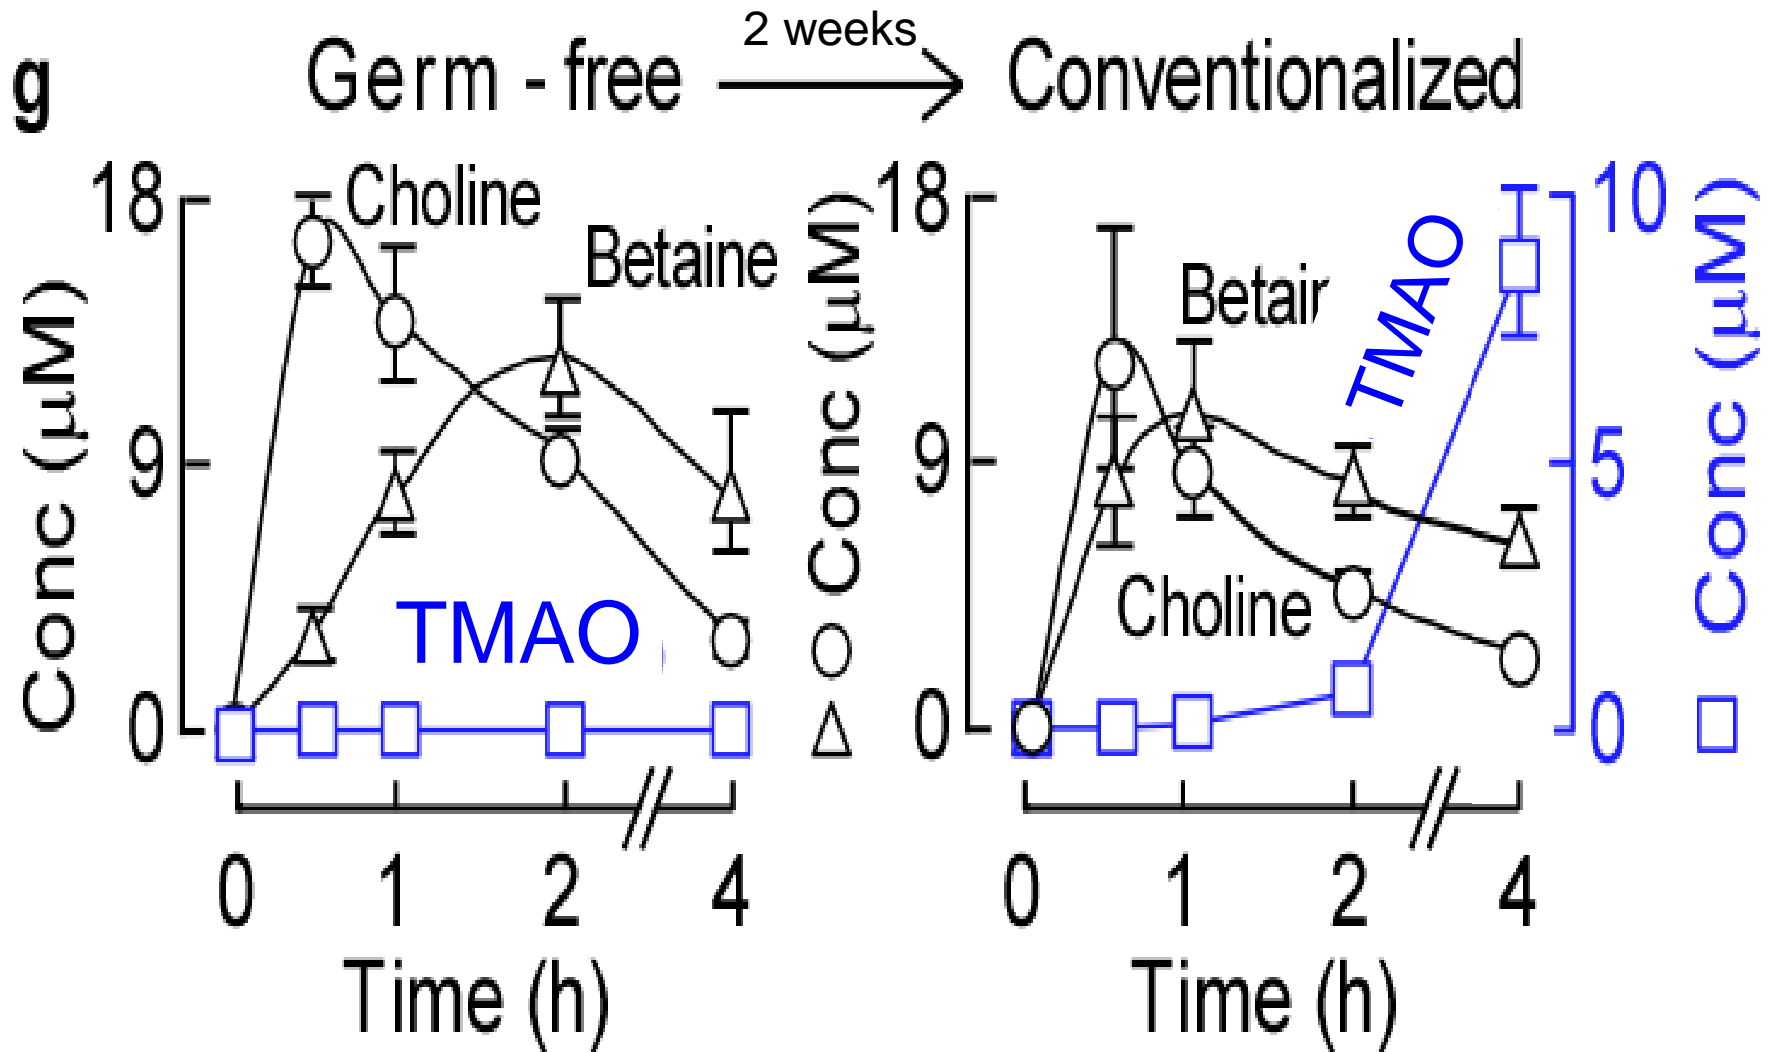 2 weeks
g Germ - free Conventionalized
Choline
Betaine
TMAO
18
9
0
Conc (µM)
0 1 2 4
Time (h)
Betair
Choline
TMAO
18
9
0
Conc (µM)
10
5
0
Conc (µM)
0 1 2 4
Time (h)